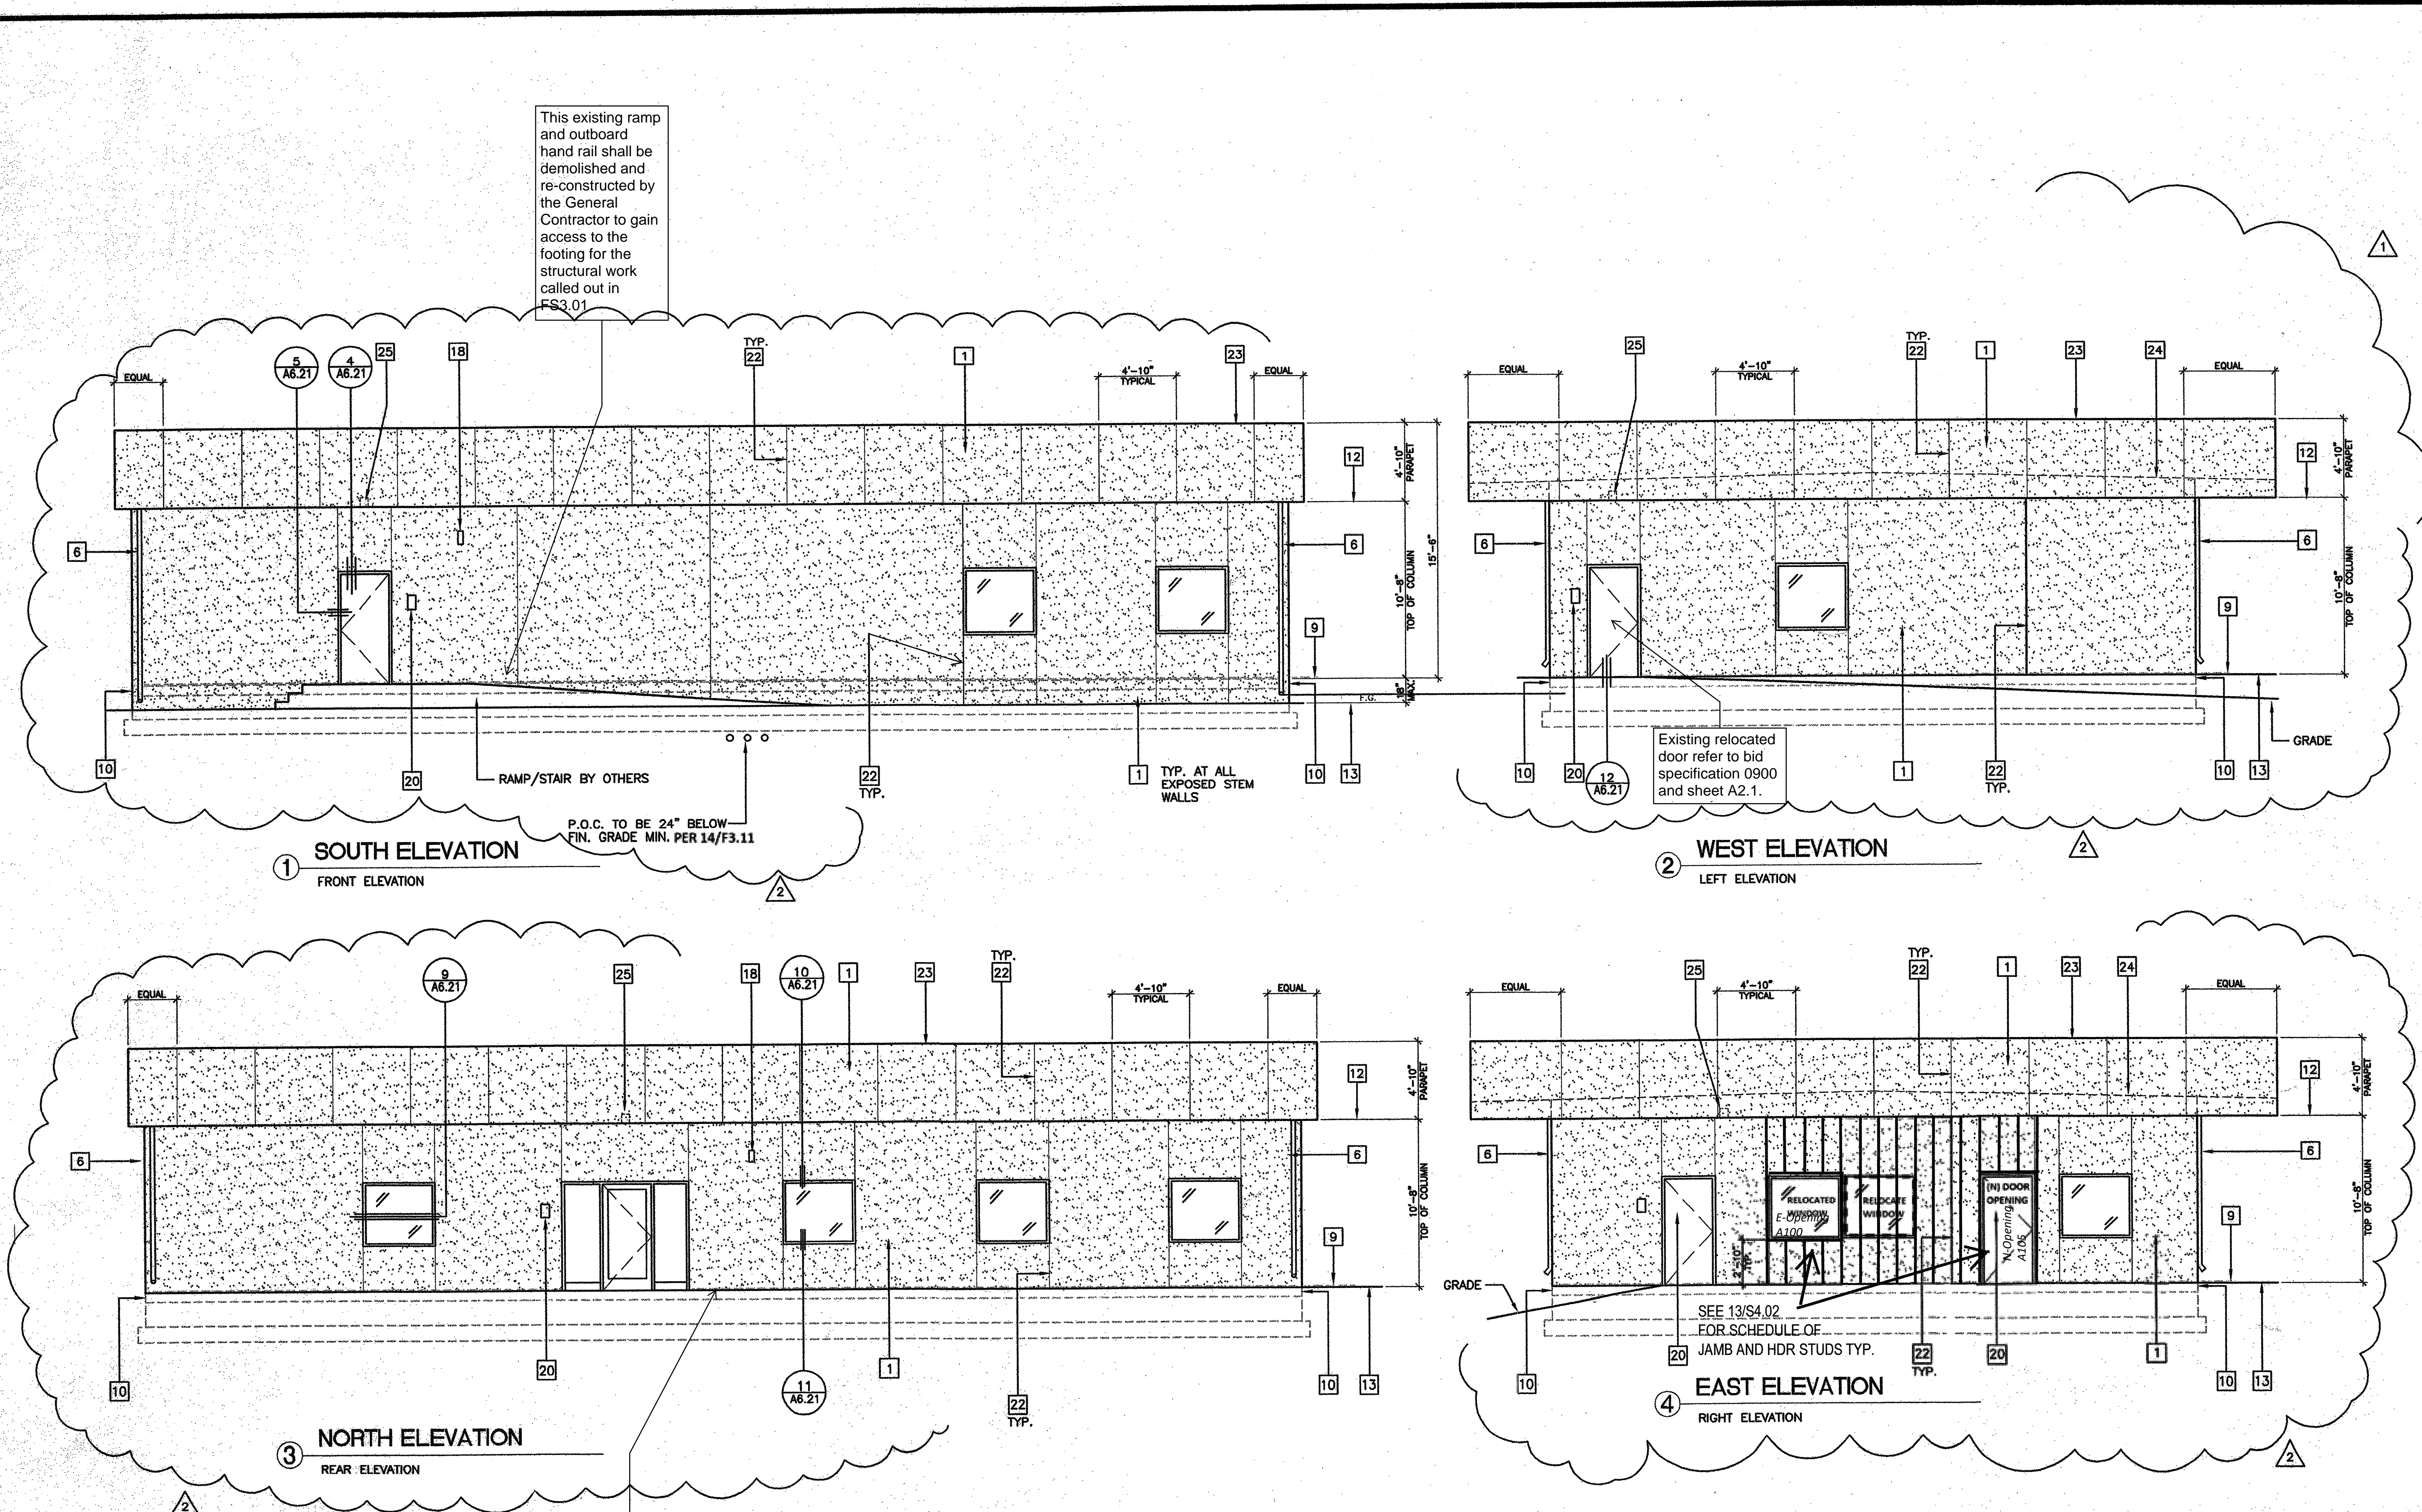 This existing ramp
and outboard
hand rail shall be
demolished and
re-constructed by
the General
Contractor to gain
access to the
footing for the
structural work
called out in
FS3.01
1
5
A6.21
4
A6.21
25
18
TYP.
22
1
23
EQUAL
4'-10"
TYPICAL
EQUAL
12
4'-10"
PARAPET
6
6
10'-8"
TOP OF COLUMN
15'-6"
9
18"
MAX.
F.G.
10
20
RAMP/STAIR BY OTHERS
22
TYP.
1
TYP. AT ALL
EXPOSED STEM
WALLS
10
13
P.O.C. TO BE 24" BELOW
FIN. GRADE MIN. PER 14/F3.11
1
SOUTH ELEVATION
FRONT ELEVATION
2
25
TYP.
22
1
23
24
EQUAL
4'-10"
TYPICAL
EQUAL
12
4'-10"
PARAPET
6
6
10'-8"
TOP OF COLUMN
9
GRADE
10
20
12
A6.21
Existing relocated
door refer to bid
specification 0900
and sheet A2.1.
1
22
TYP.
10
13
2
WEST ELEVATION
LEFT ELEVATION
2
9
A6.21
25
18
10
A6.21
1
23
TYP.
22
EQUAL
4'-10"
TYPICAL
EQUAL
12
4'-10"
PARAPET
6
6
10'-8"
TOP OF COLUMN
9
10
20
11
A6.21
1
22
TYP.
10
13
3
NORTH ELEVATION
REAR ELEVATION
2
25
TYP.
22
1
23
24
EQUAL
4'-10"
TYPICAL
EQUAL
12
4'-10"
PARAPET
6
6
10'-8"
TOP OF COLUMN
RELOCATED
WINDOW
E-Opening
A100
RELOCATE
WINDOW
(N) DOOR
OPENING
N-Opening
A105
2'-10"
TYP.
9
GRADE
SEE 13/S4.02
FOR SCHEDULE OF
JAMB AND HDR STUDS TYP.
10
20
22
TYP.
20
1
10
13
4
EAST ELEVATION
RIGHT ELEVATION
2